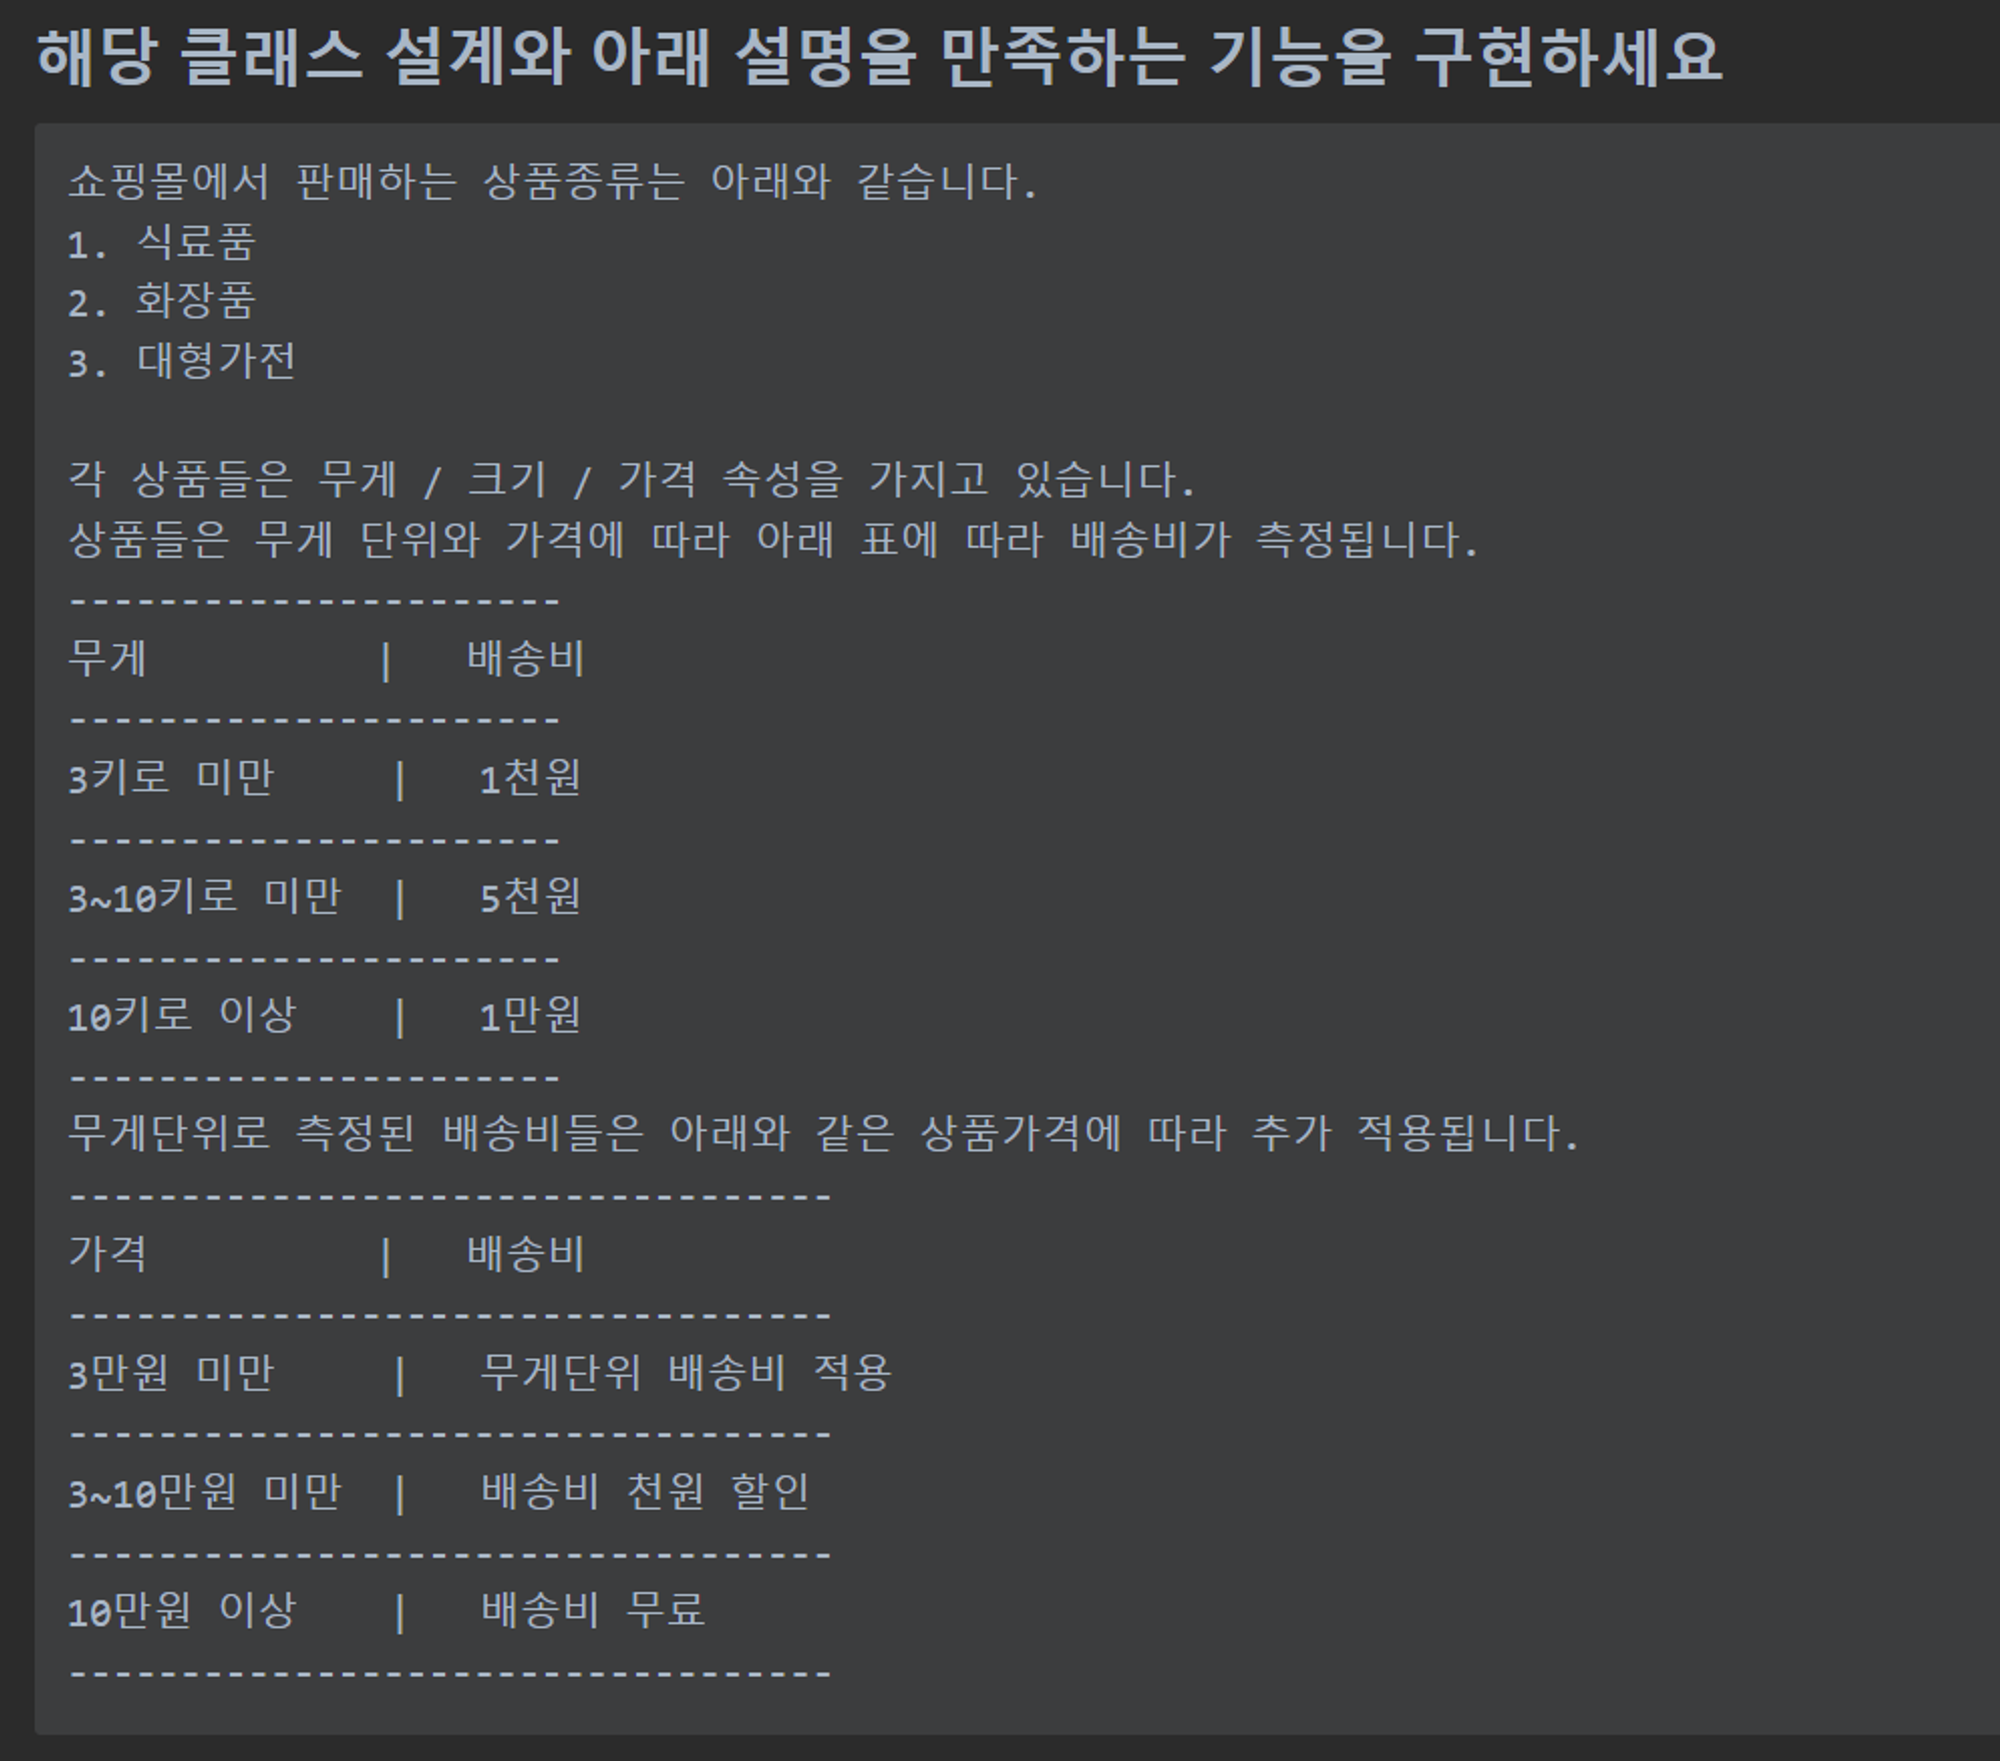 해당 클래스 설계와 아래 설명을 만족하는 기능을 구현하세요
쇼핑몰에서 판매하는 상품종류는 아래와 같습니다.
1. 식료품
2. 화장품
3. 대형가전
각 상품들은 무게 / 크기 / 가격 속성을 가지고 있습니다.
상품들은 무게 단위와 가격에 따라 아래 표에 따라 배송비가 측정됩니다.
----------------------
무게 | 배송비
----------------------
3키로 미만 | 1천원
----------------------
3~10키로 미만 | 5천원
----------------------
10키로 이상 | 1만원
----------------------
무게단위로 측정된 배송비들은 아래와 같은 상품가격에 따라 추가 적용됩니다.
----------------------------------
가격 | 배송비
----------------------------------
3만원 미만 | 무게단위 배송비 적용
----------------------------------
3~10만원 미만 | 배송비 천원 할인
----------------------------------
10만원 이상 | 배송비 무료
----------------------------------